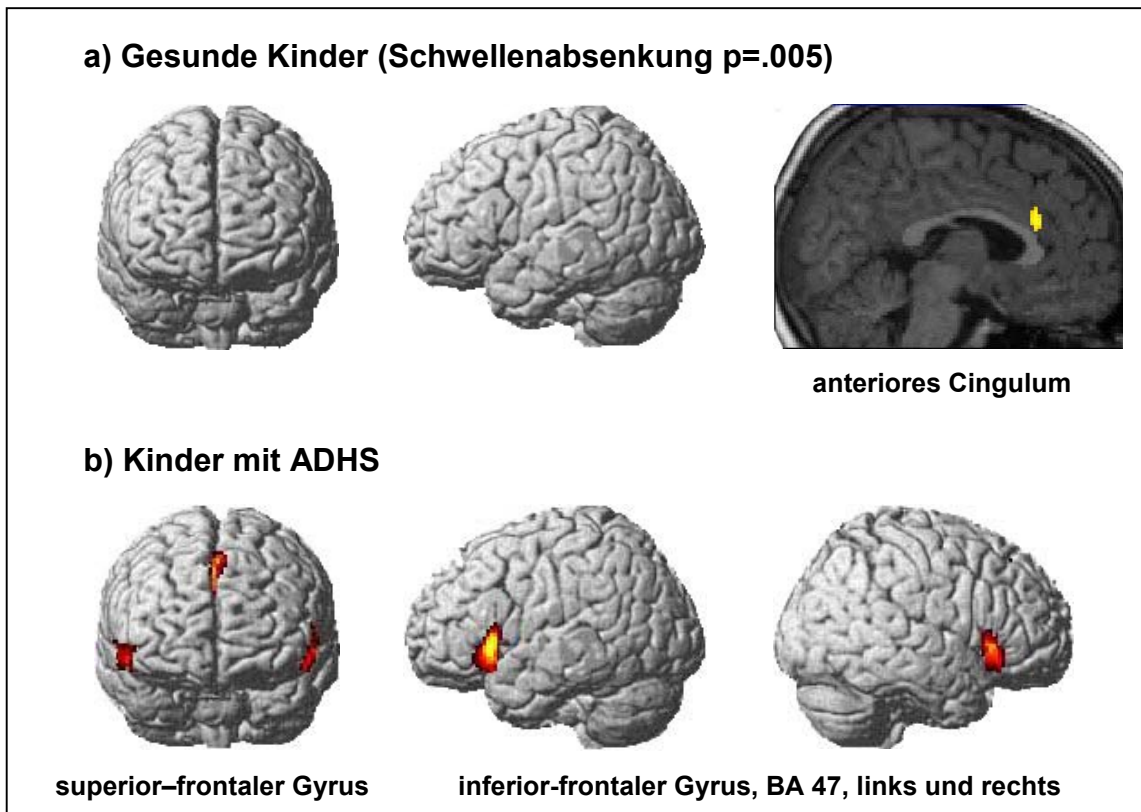 a) Gesunde Kinder (Schwellenabsenkung p=.005)
anteriores Cingulum
b) Kinder mit ADHS
superior–frontaler Gyrus
inferior-frontaler Gyrus, BA 47, links und rechts